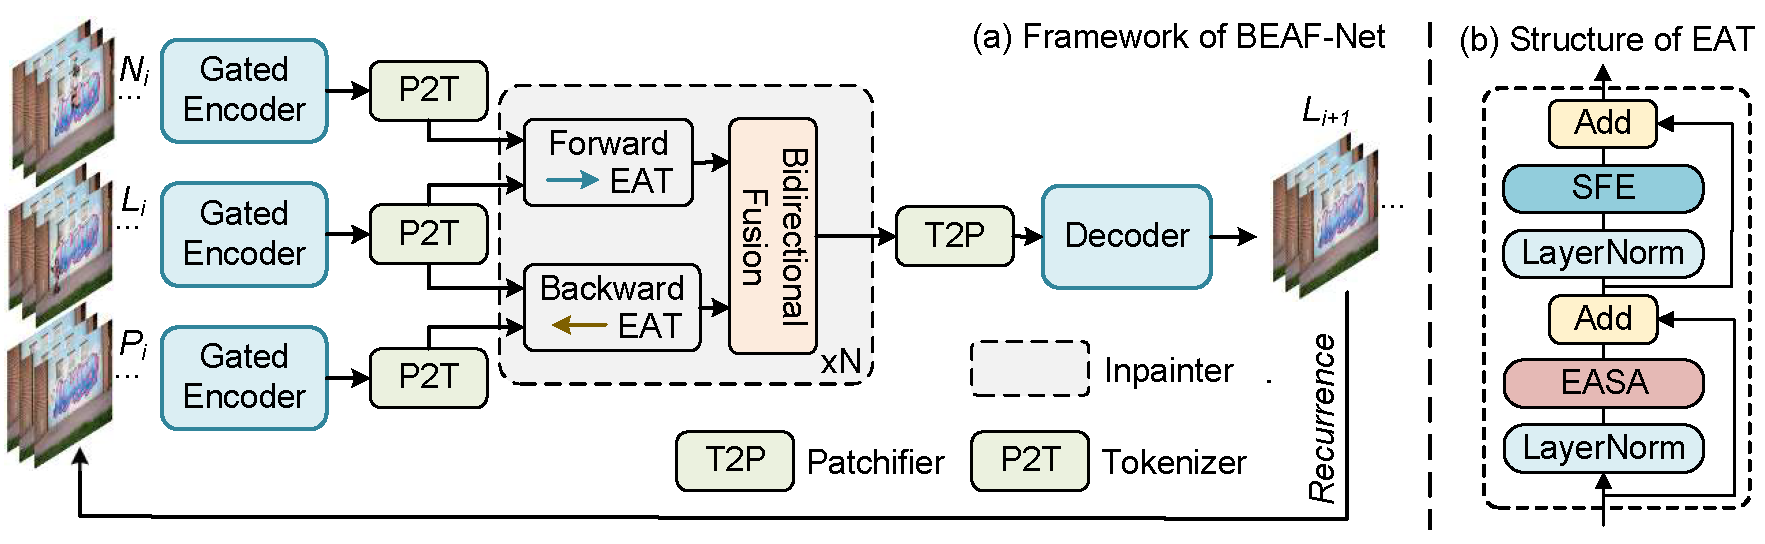 (a) Framework of BEAF-Net
N_i
...
Gated
Encoder
P2T
L_i
...
Gated
Encoder
P2T
P_i
...
Gated
Encoder
P2T
Forward
EAT
Backward
EAT
Bidirectional
Fusion
xN
T2P
Decoder
L_{i+1}
...
Recurrence
Inpainter
.
T2P
Patchifier
P2T
Tokenizer
(b) Structure of EAT
Add
SFE
LayerNorm
Add
EASA
LayerNorm